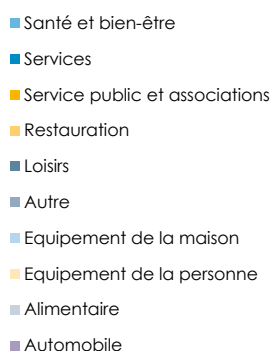 Santé et bien-être
Services
Service public et associations
Restauration
Loisirs
Autre
Equipement de la maison
Equipement de la personne
Alimentaire
Automobile